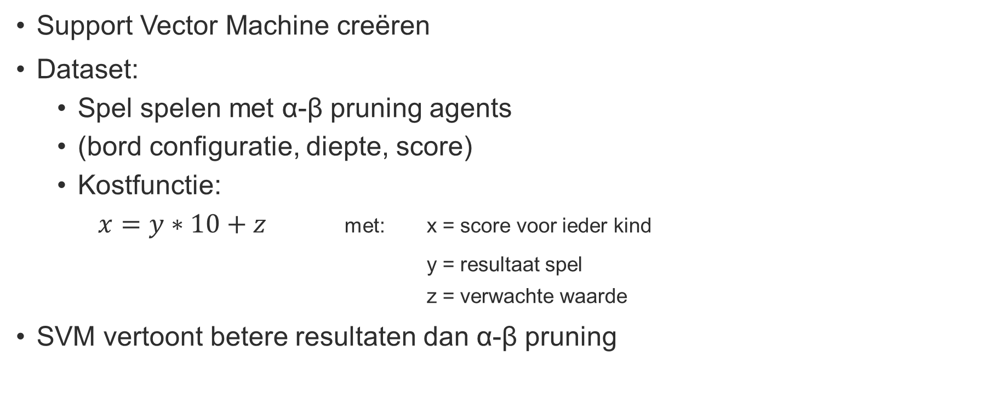 • Support Vector Machine creëren
• Dataset:
• Spel spelen met α-β pruning agents
• (bord configuratie, diepte, score)
• Kostfunctie:
x = y ∗ 10 + z met: x = score voor ieder kind
y = resultaat spel
z = verwachte waarde
• SVM vertoont betere resultaten dan α-β pruning